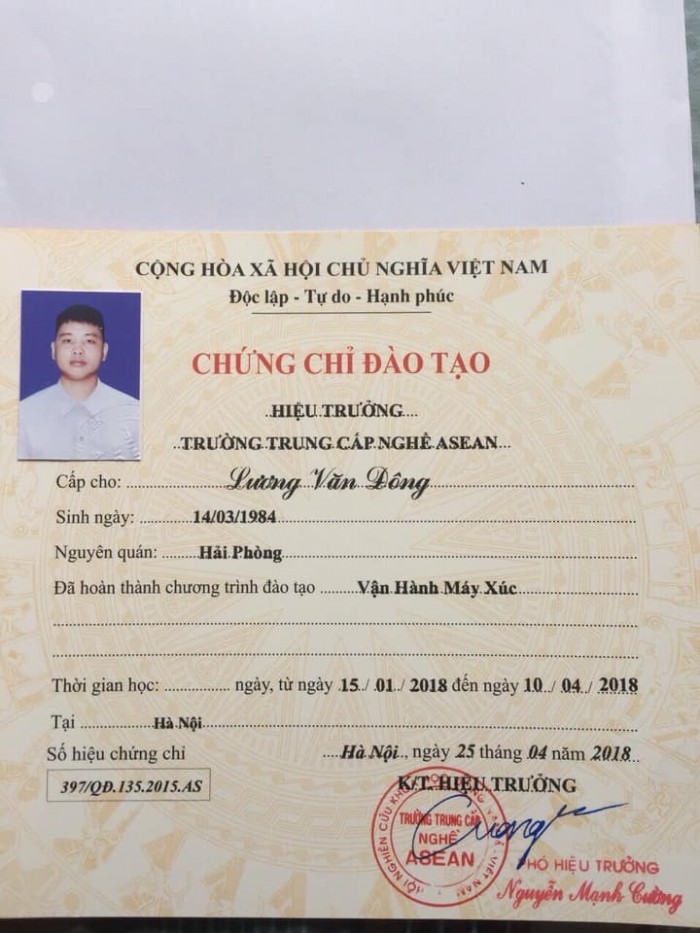 CỘNG HÒA XÃ HỘI CHỦ NGHĨA VIỆT NAM
Độc lập - Tự do - Hạnh phúc
CHỨNG CHỈ ĐÀO TẠO
HIỆU TRƯỞNG
TRƯỜNG TRUNG CẤP NGHỀ ASEAN
Cấp cho: Lương Văn Dông
Sinh ngày: 14/03/1984
Nguyên quán: Hải Phòng
Đã hoàn thành chương trình đào tạo Vận Hành Máy Xúc
Thời gian học: ............... ngày, từ ngày 15 / 01 / 2018 đến ngày 10 / 04 / 2018
Tại Hà Nội
Số hiệu chứng chỉ
Hà Nội, ngày 25 tháng 04 năm 2018
397/QĐ.135.2015.AS
K/T. HIỆU TRƯỞNG
TRƯỜNG TRUNG CẤP
NGHỀ
ASEAN
PHÓ HIỆU TRƯỞNG
Nguyễn Mạnh Cường